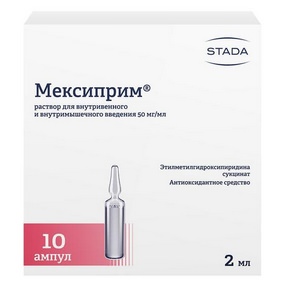 STADA
Мексиприм®
раствор для внутривенного
и внутримышечного введения 50 мг/мл
Этилметилгидроксипиридина
сукцинат
Антиоксидантное средство
10
ампул
2 мл